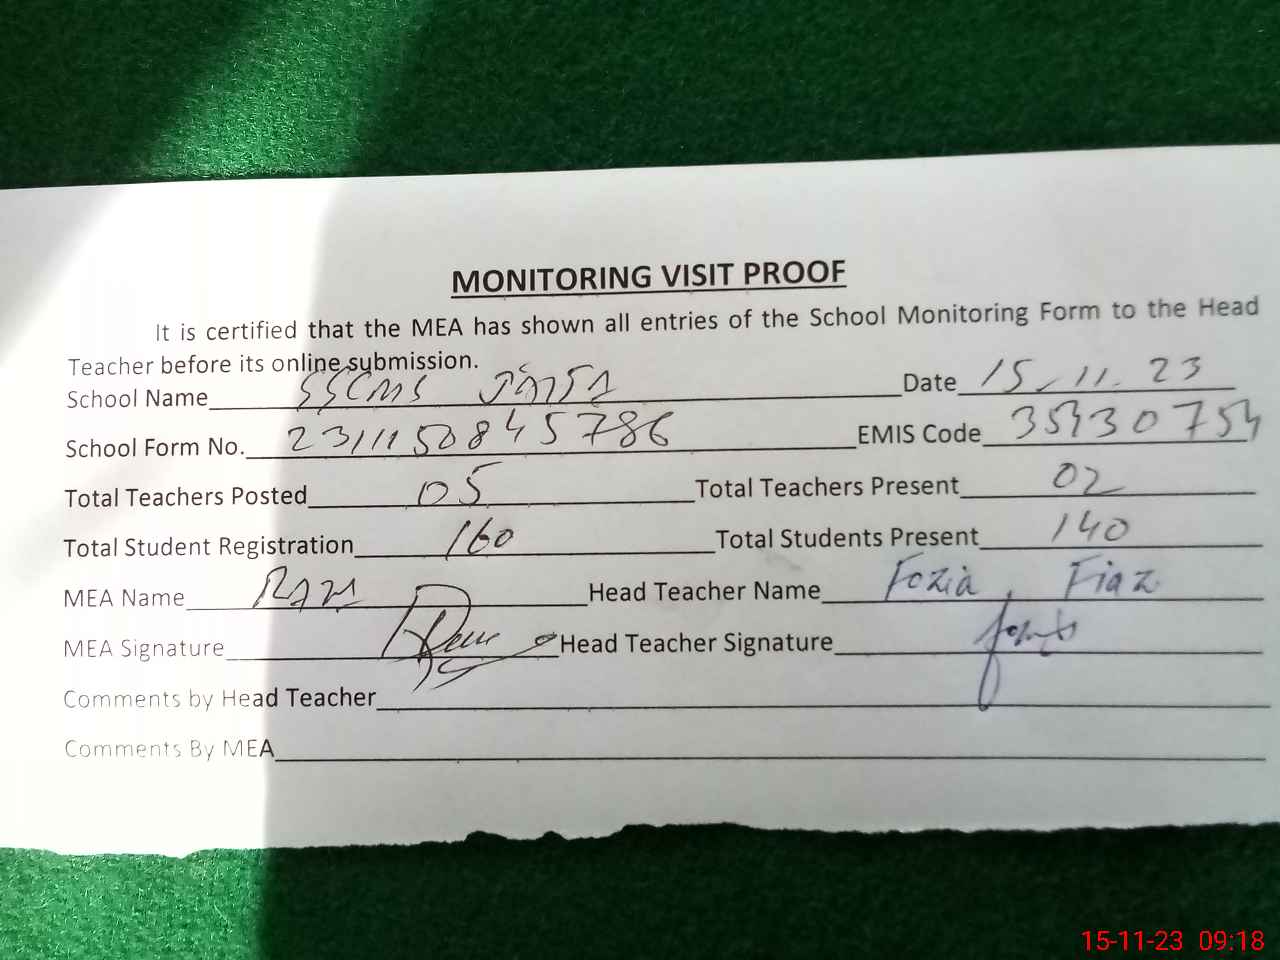 MONITORING VISIT PROOF
It is certified that the MEA has shown all entries of the School Monitoring Form to the Head
Teacher before its online submission.
School Name SSCMS Date 15.11.23
School Form No. 231115084 5786 EMIS Code
Total Teachers Posted 05 Total Teachers Present 02
Total Student Registration 160 Total Students Present 140
MEA Name Head Teacher Name Fozia Fiaz
MEA Signature Head Teacher Signature
Comments by Head Teacher
Comments By MEA
15-11-23 09:18